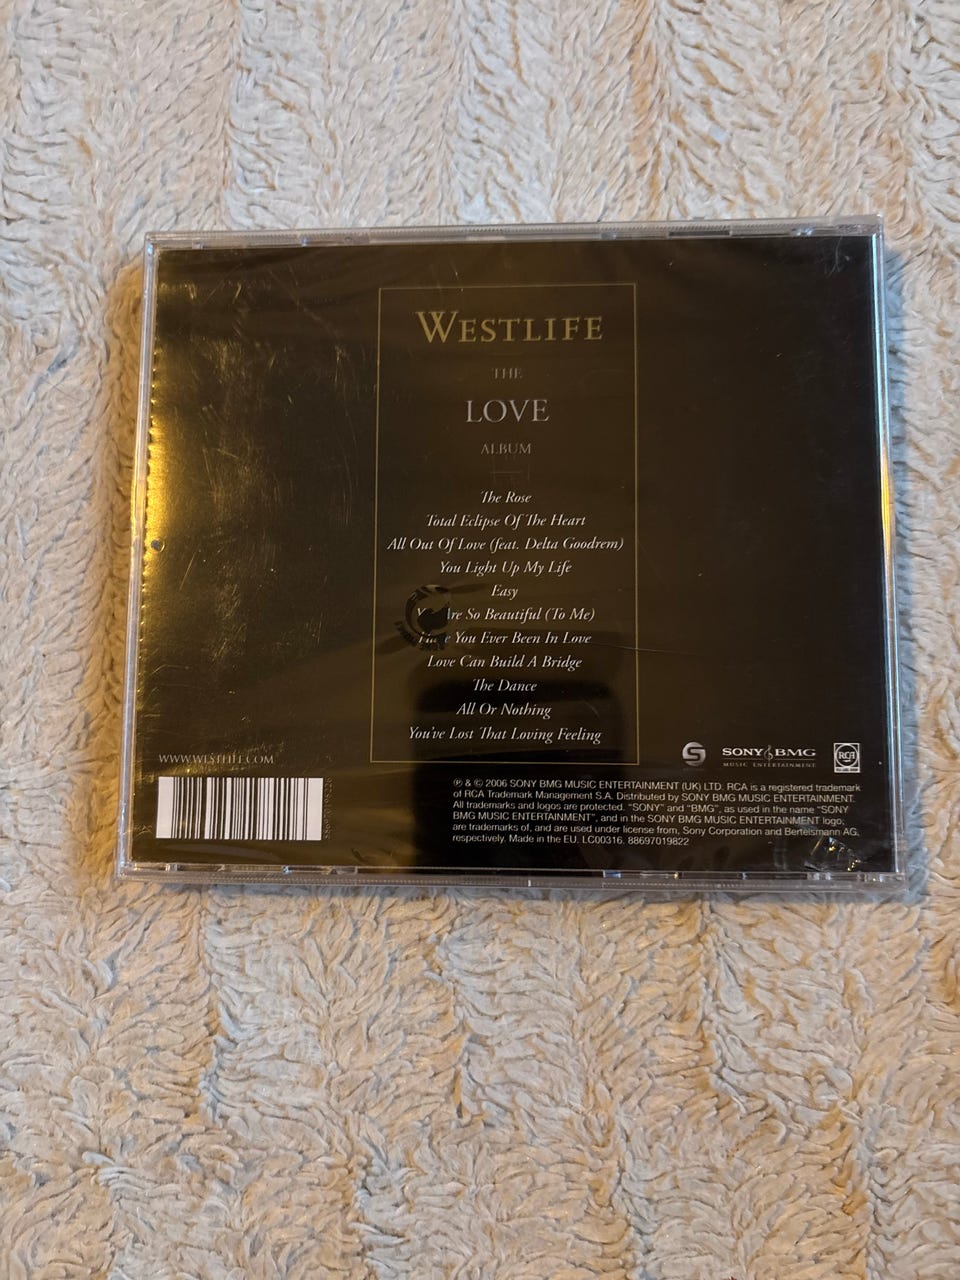 WESTLIFE
THE
LOVE
ALBUM
The Rose
Total Eclipse Of The Heart
All Out Of Love (feat. Delta Goodrem)
You Light Up My Life
Easy
Are So Beautiful (To Me)
You Ever Been In Love
Love Can Build A Bridge
The Dance
All Or Nothing
You've Lost That Loving Feeling
WWW.WESTLIFE.COM
S
SONY BMG
MUSIC ENTERTAINMENT
RCA
℗ & © 2006 SONY BMG MUSIC ENTERTAINMENT (UK) LTD. RCA is a registered trademark
of RCA Trademark Management S.A. Distributed by SONY BMG MUSIC ENTERTAINMENT.
All trademarks and logos are protected. "SONY" and "BMG", as used in the name "SONY
BMG MUSIC ENTERTAINMENT", and in the SONY BMG MUSIC ENTERTAINMENT logo,
are trademarks of, and are used under license from, Sony Corporation and Bertelsmann AG,
respectively. Made in the EU. LC00316. 88697019822